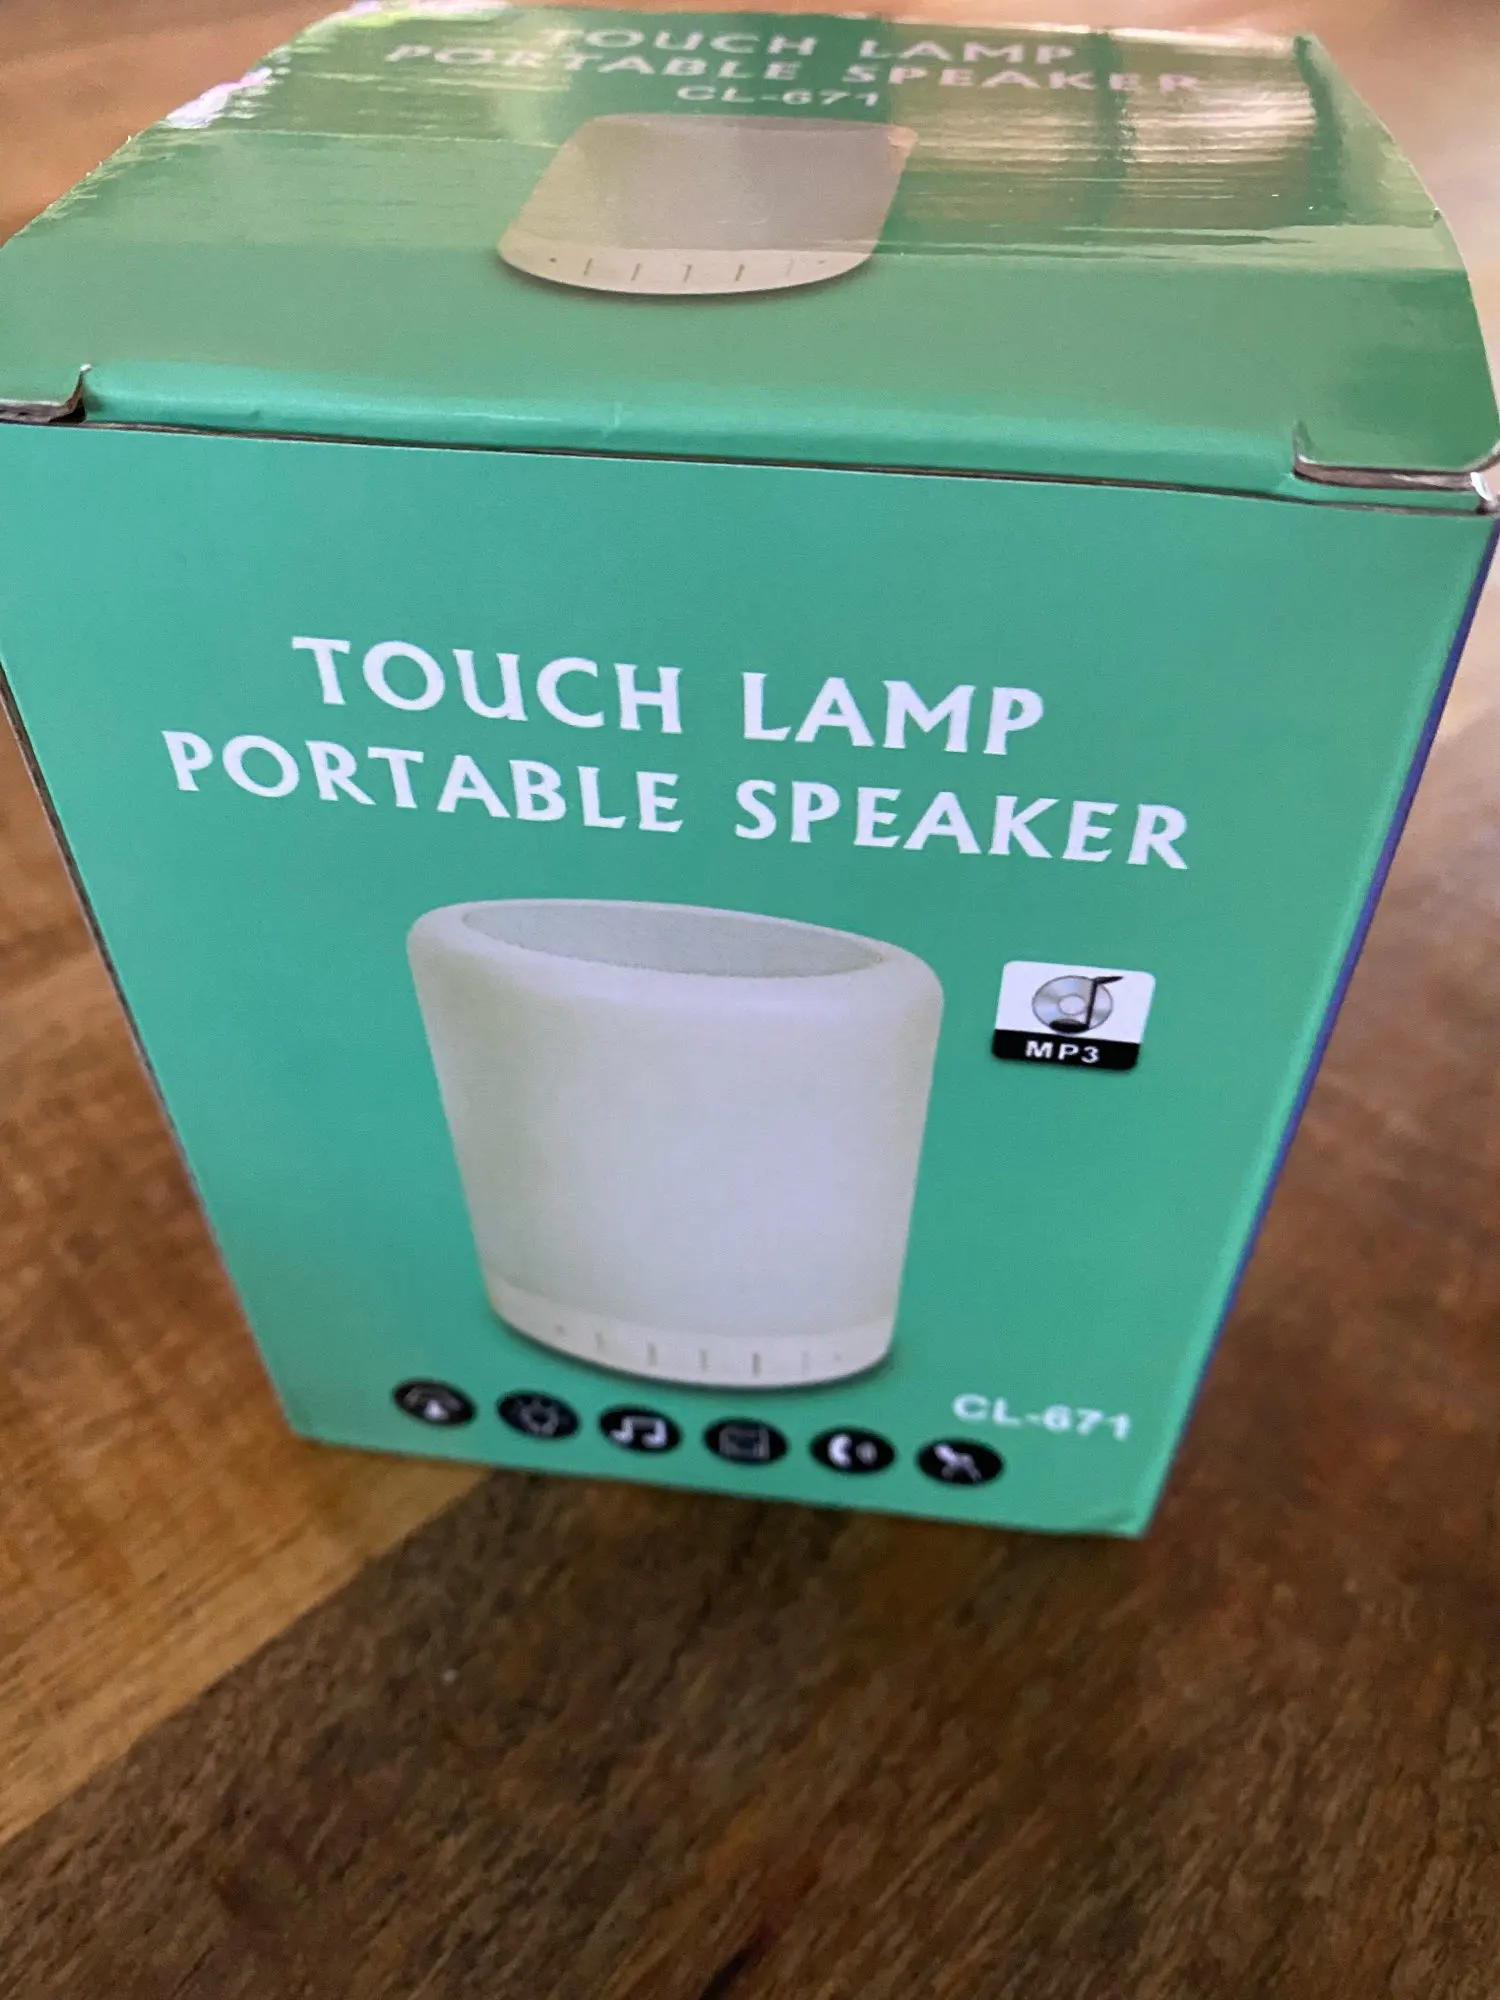 TOUCH LAMP
PORTABLE SPEAKER
CL-671
TOUCH LAMP
PORTABLE SPEAKER
MP3
CL-671